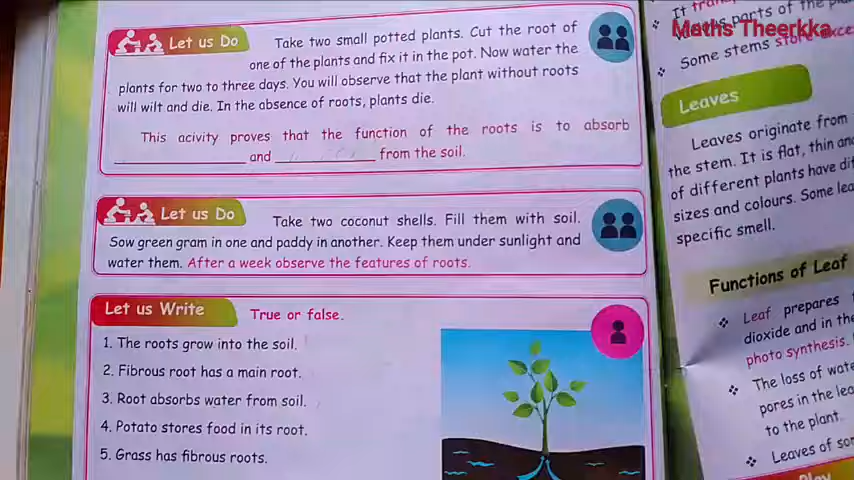 Let us Do
Take two small potted plants. Cut the root of
one of the plants and fix it in the pot. Now water the
plants for two to three days. You will observe that the plant without roots
will wilt and die. In the absence of roots, plants die.
This acivity proves that the function of the roots is to absorb
____________ and ____________ from the soil.
Let us Do
Take two coconut shells. Fill them with soil.
Sow green gram in one and paddy in another. Keep them under sunlight and
water them. After a week observe the features of roots.
Let us Write
True or false.
1. The roots grow into the soil.
2. Fibrous root has a main root.
3. Root absorbs water from soil.
4. Potato stores food in its root.
5. Grass has fibrous roots.
Maths Theerkka
It
parts of the
Some stems store
Leaves
Leaves originate from
the stem. It is flat, thin and
of different plants have
sizes and colours. Some
specific smell.
Functions of Leaf
Leaf prepares
dioxide and in the
photo synthesis.
The loss of
pores in the
to the plant.
Leaves of